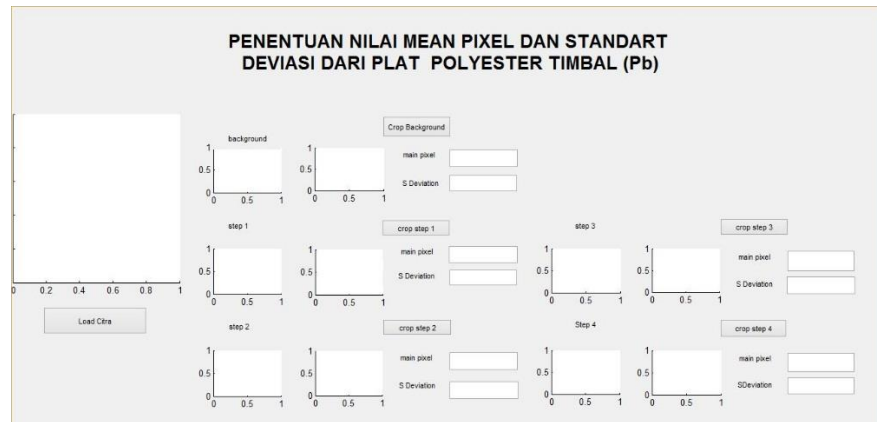 PENENTUAN NILAI MEAN PIXEL DAN STANDART
DEVIASI DARI PLAT POLYESTER TIMBAL (Pb)
Crop Background
background
1
0.5
0
0 0.5 1
1
0.5
0
0 0.5 1
main pixel
S Deviation
0 0.2 0.4 0.6 0.8 1
Load Citra
step 1
1
0.5
0
0 0.5 1
crop step 1
1
0.5
0
0 0.5 1
main pixel
S Deviation
step 3
1
0.5
0
0 0.5 1
crop step 3
1
0.5
0
0 0.5 1
main pixel
S Deviation
step 2
1
0.5
0
0 0.5 1
crop step 2
1
0.5
0
0 0.5 1
main pixel
S Deviation
Step 4
1
0.5
0
0 0.5 1
crop step 4
1
0.5
0
0 0.5 1
main pixel
SDeviation